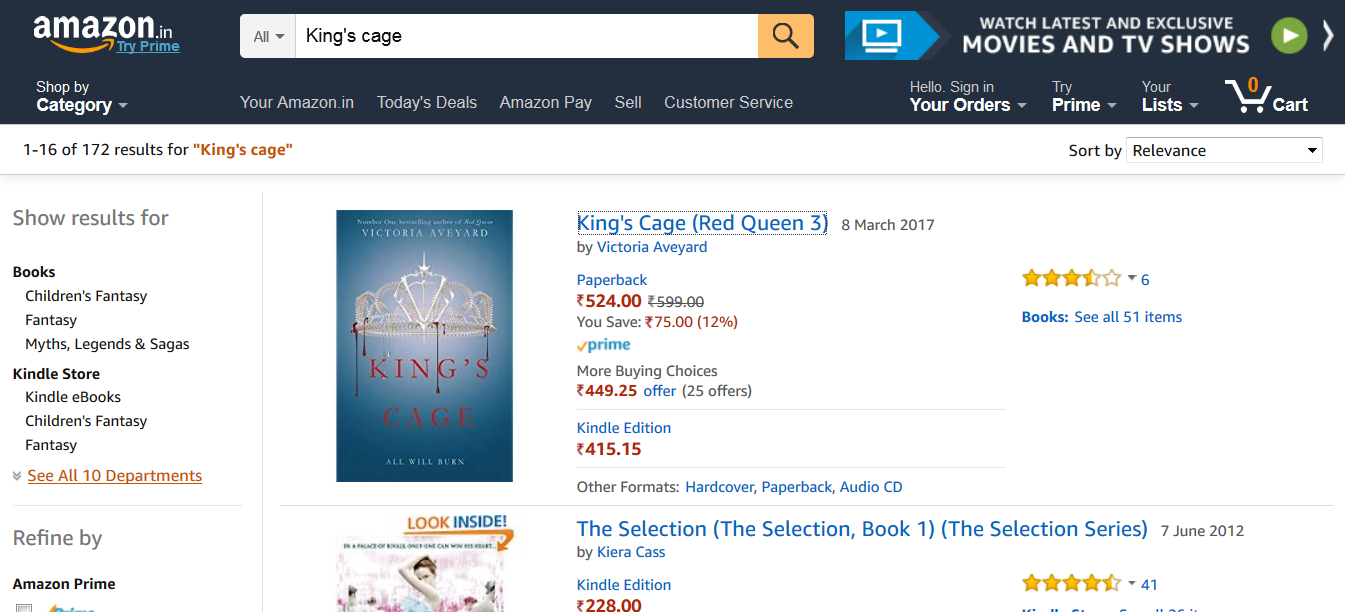 amazon.in
Try Prime
All
King's cage
WATCH LATEST AND EXCLUSIVE
MOVIES AND TV SHOWS
Shop by
Category
Your Amazon.in Today's Deals Amazon Pay Sell Customer Service
Hello. Sign in
Your Orders
Try
Prime
Your
Lists
0
Cart
1-16 of 172 results for "King's cage"
Sort by Relevance
Show results for
Books
Children's Fantasy
Fantasy
Myths, Legends & Sagas
Kindle Store
Kindle eBooks
Children's Fantasy
Fantasy
See All 10 Departments
Refine by
Amazon Prime
Prime
Number One bestselling author of Red Queen
VICTORIA AVEYARD
KING'S
CAGE
ALL WILL BURN
King's Cage (Red Queen 3) 8 March 2017
by Victoria Aveyard
Paperback
₹524.00 ₹599.00
You Save: ₹75.00 (12%)
prime
More Buying Choices
₹449.25 offer (25 offers)
Kindle Edition
₹415.15
Other Formats: Hardcover, Paperback, Audio CD
6
Books: See all 51 items
LOOK INSIDE!
IN A PALACE OF RIVALS, ONLY ONE CAN WIN HIS HEART...
The Selection (The Selection, Book 1) (The Selection Series) 7 June 2012
by Kiera Cass
Kindle Edition
₹228.00
41